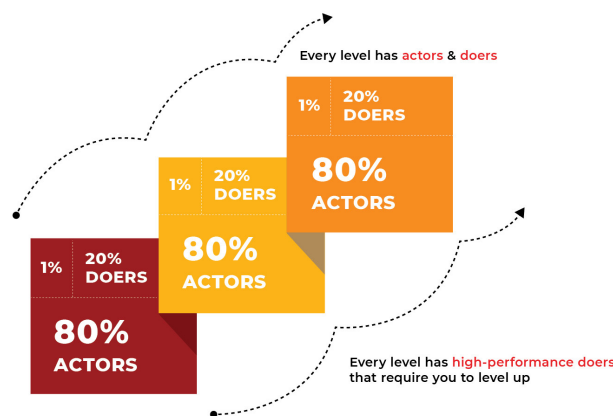 Every level has actors & doers
1%
20%
DOERS
80%
ACTORS
1%
20%
DOERS
80%
ACTORS
1%
20%
DOERS
80%
ACTORS
Every level has high-performance doers
that require you to level up